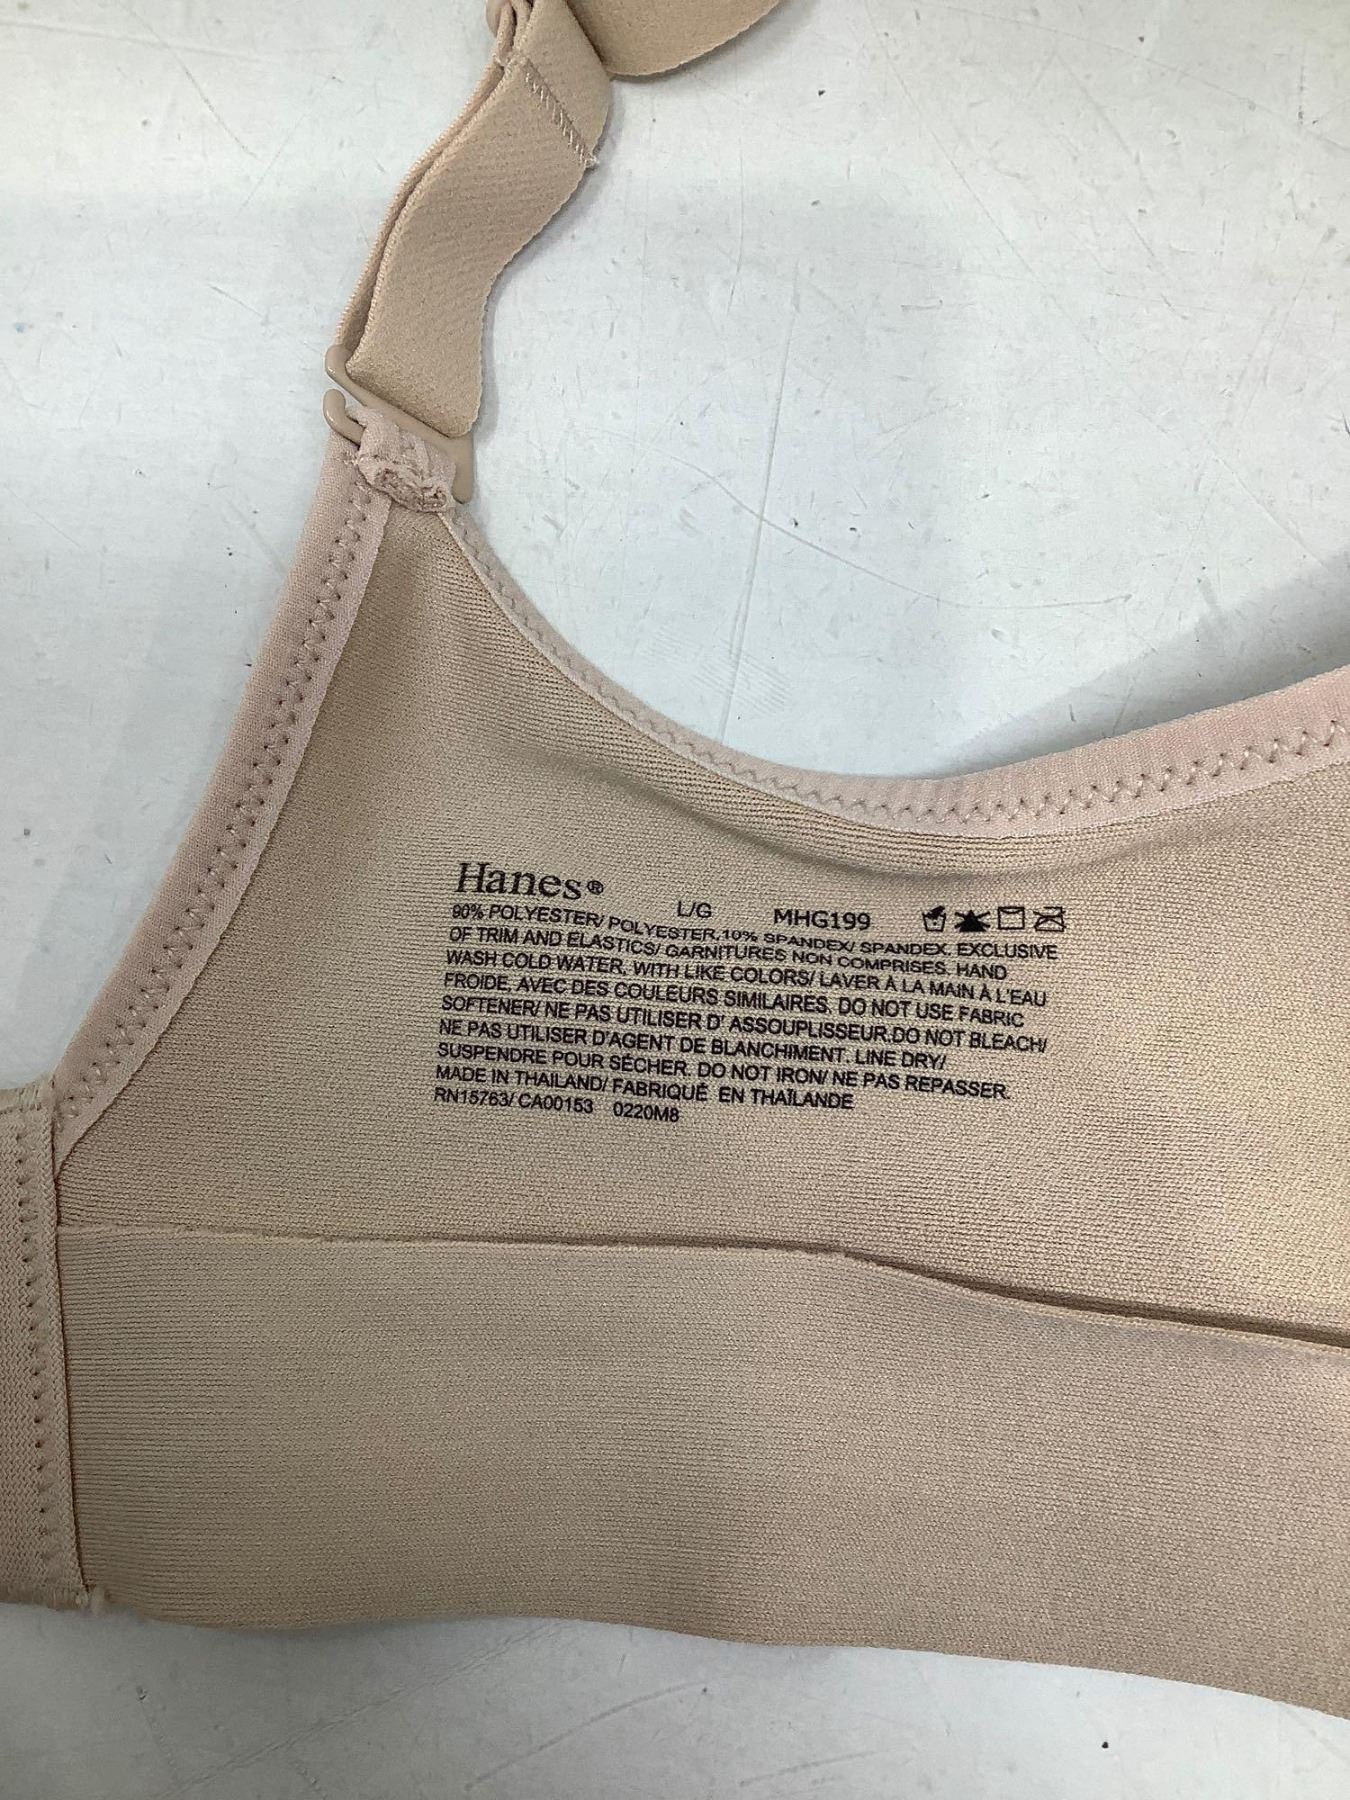 Hanes®
L/G MHG199
90% POLYESTER/ POLYESTER,10% SPANDEX/ SPANDEX. EXCLUSIVE
OF TRIM AND ELASTICS/ GARNITURES NON COMPRISES. HAND
WASH COLD WATER, WITH LIKE COLORS/ LAVER À LA MAIN À L'EAU
FROIDE, AVEC DES COULEURS SIMILAIRES. DO NOT USE FABRIC
SOFTENER/ NE PAS UTILISER D' ASSOUPLISSEUR.DO NOT BLEACH/
NE PAS UTILISER D'AGENT DE BLANCHIMENT. LINE DRY/
SUSPENDRE POUR SÉCHER. DO NOT IRON/ NE PAS REPASSER.
MADE IN THAILAND/ FABRIQUÉ EN THAÏLANDE
RN15763/ CA00153 0220M8